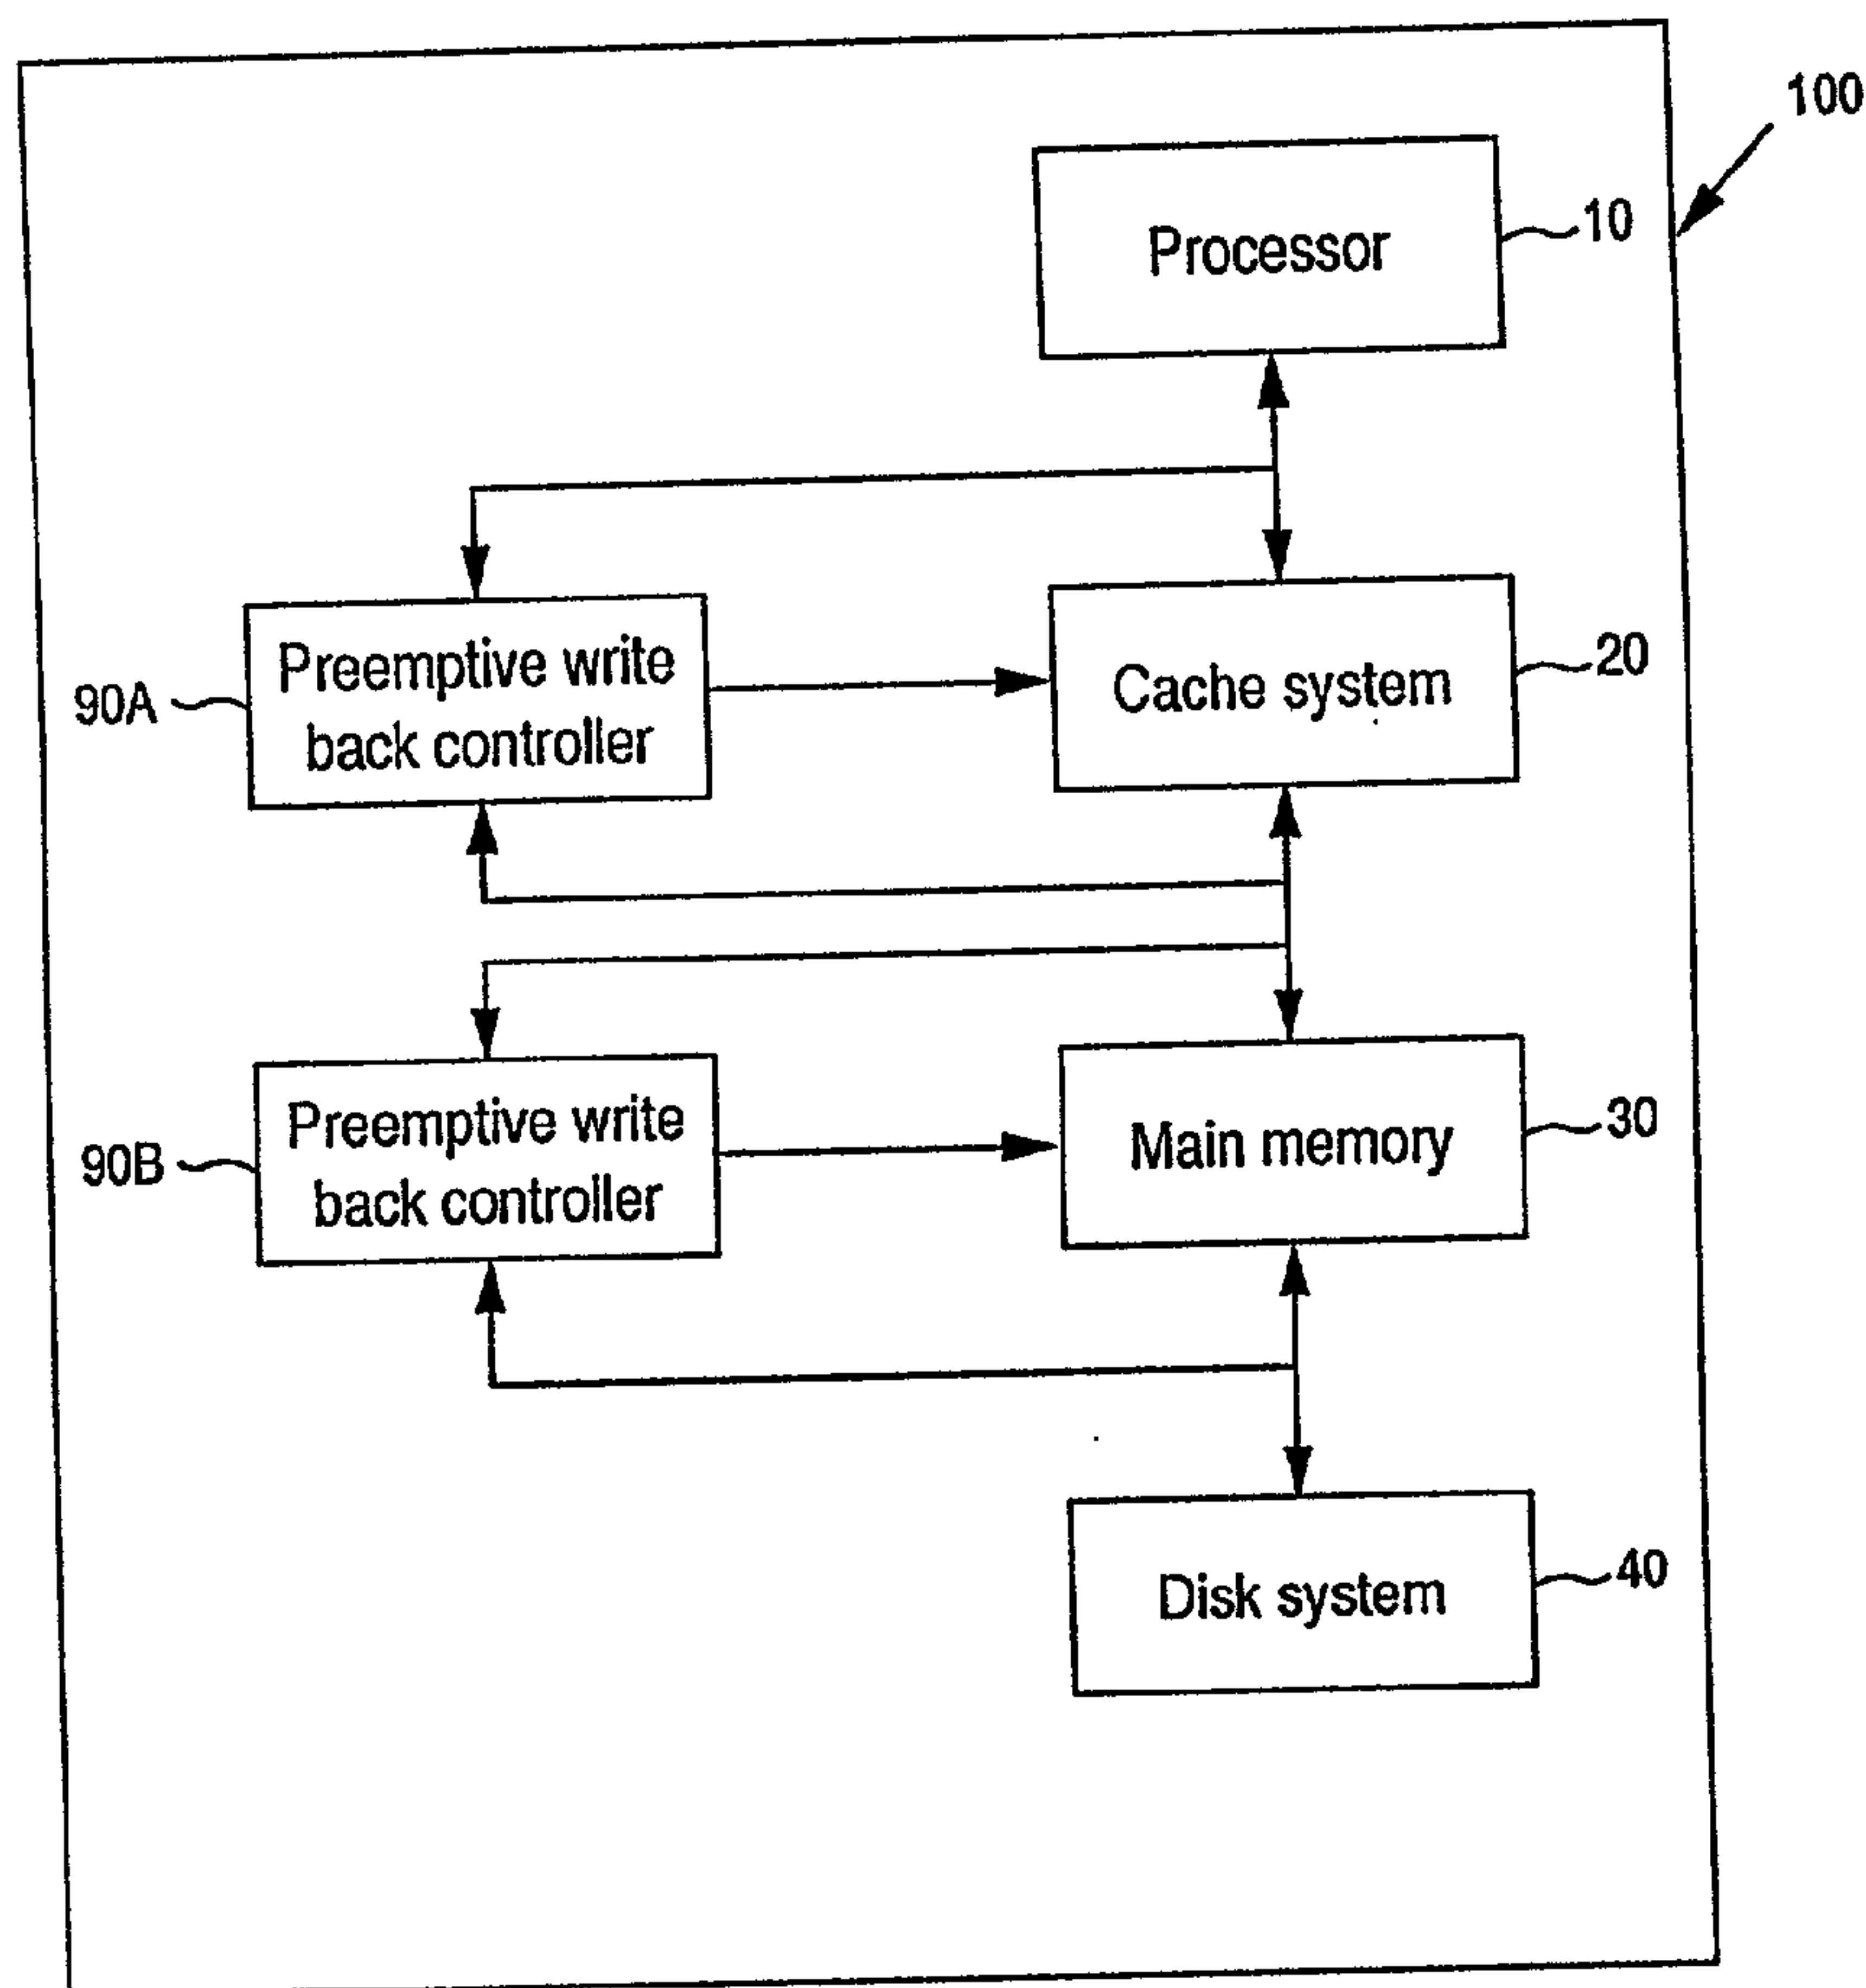 100
Processor
10
Preemptive write
back controller
90A
Cache system
20
Preemptive write
back controller
90B
Main memory
30
Disk system
40